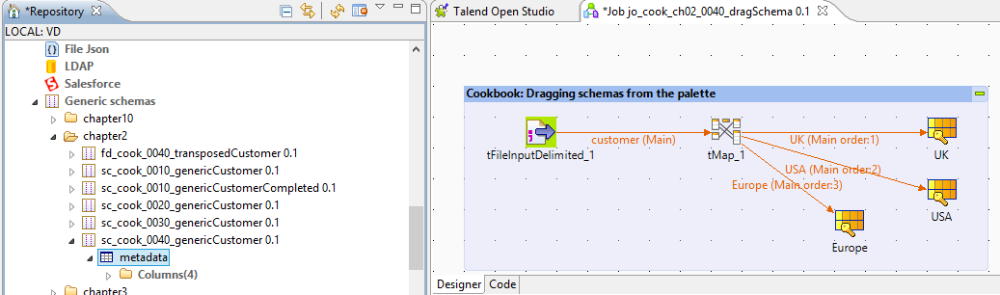 *Repository
LOCAL: VD
File Json
LDAP
Salesforce
Generic schemas
chapter10
chapter2
fd_cook_0040_transposedCustomer 0.1
sc_cook_0010_genericCustomer 0.1
sc_cook_0010_genericCustomerCompleted 0.1
sc_cook_0020_genericCustomer 0.1
sc_cook_0030_genericCustomer 0.1
sc_cook_0040_genericCustomer 0.1
metadata
Columns(4)
chapter3
Talend Open Studio
*Job jo_cook_ch02_0040_dragSchema 0.1
Cookbook: Dragging schemas from the palette
customer (Main)
UK (Main order:1)
tFileInputDelimited_1
tMap_1
UK
USA (Main order:2)
Europe (Main order:3)
USA
Europe
Designer
Code